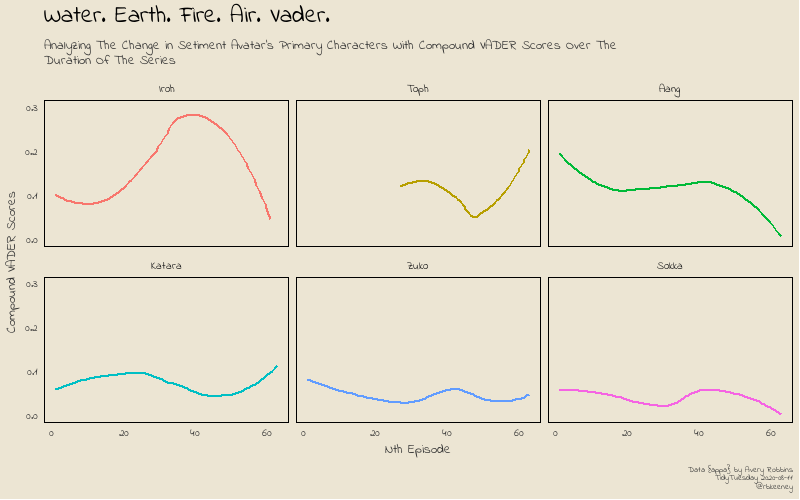 Water. Earth. Fire. Air. Vader.
Analyzing The Change in Setiment Avatar's Primary Characters With Compound VADER Scores Over The
Duration Of The Series
Iroh
Toph
Aang
0.3
0.2
0.1
0.0
Katara
Zuko
Sokka
0.3
0.2
0.1
0.0
Compound VADER Scores
0 20 40 60
0 20 40 60
0 20 40 60
Nth Episode
Data {appa} by Avery Robbins
TidyTuesday 2020-08-11
@rbkeeney